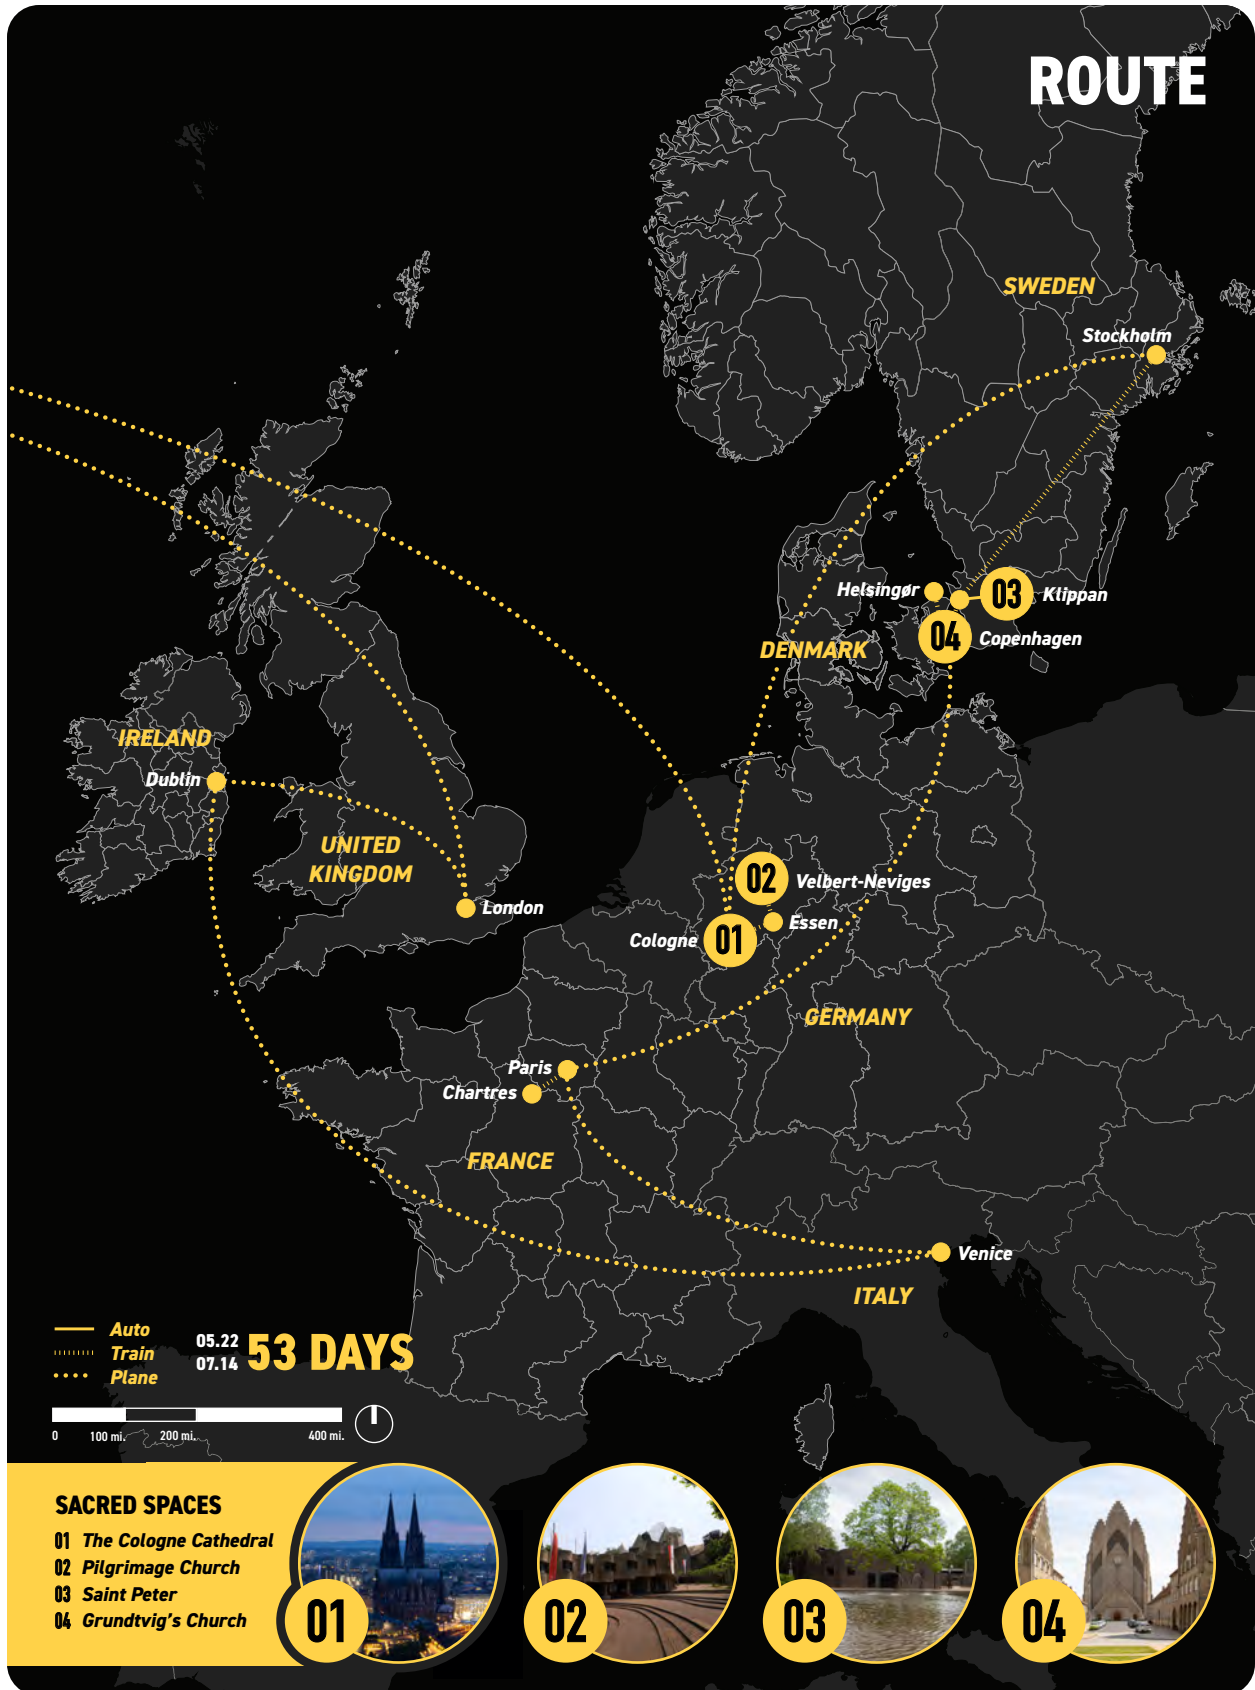 ROUTE
SWEDEN
Stockholm
Helsingør
03
Klippan
04
Copenhagen
DENMARK
IRELAND
Dublin
UNITED
KINGDOM
London
02
Velbert-Neviges
Essen
Cologne
01
GERMANY
Paris
Chartres
FRANCE
Venice
ITALY
Auto
Train
Plane
05.22
07.14
53 DAYS
0
100 mi.
200 mi.
400 mi.
SACRED SPACES
01 The Cologne Cathedral
02 Pilgrimage Church
03 Saint Peter
04 Grundtvig's Church
01
02
03
04